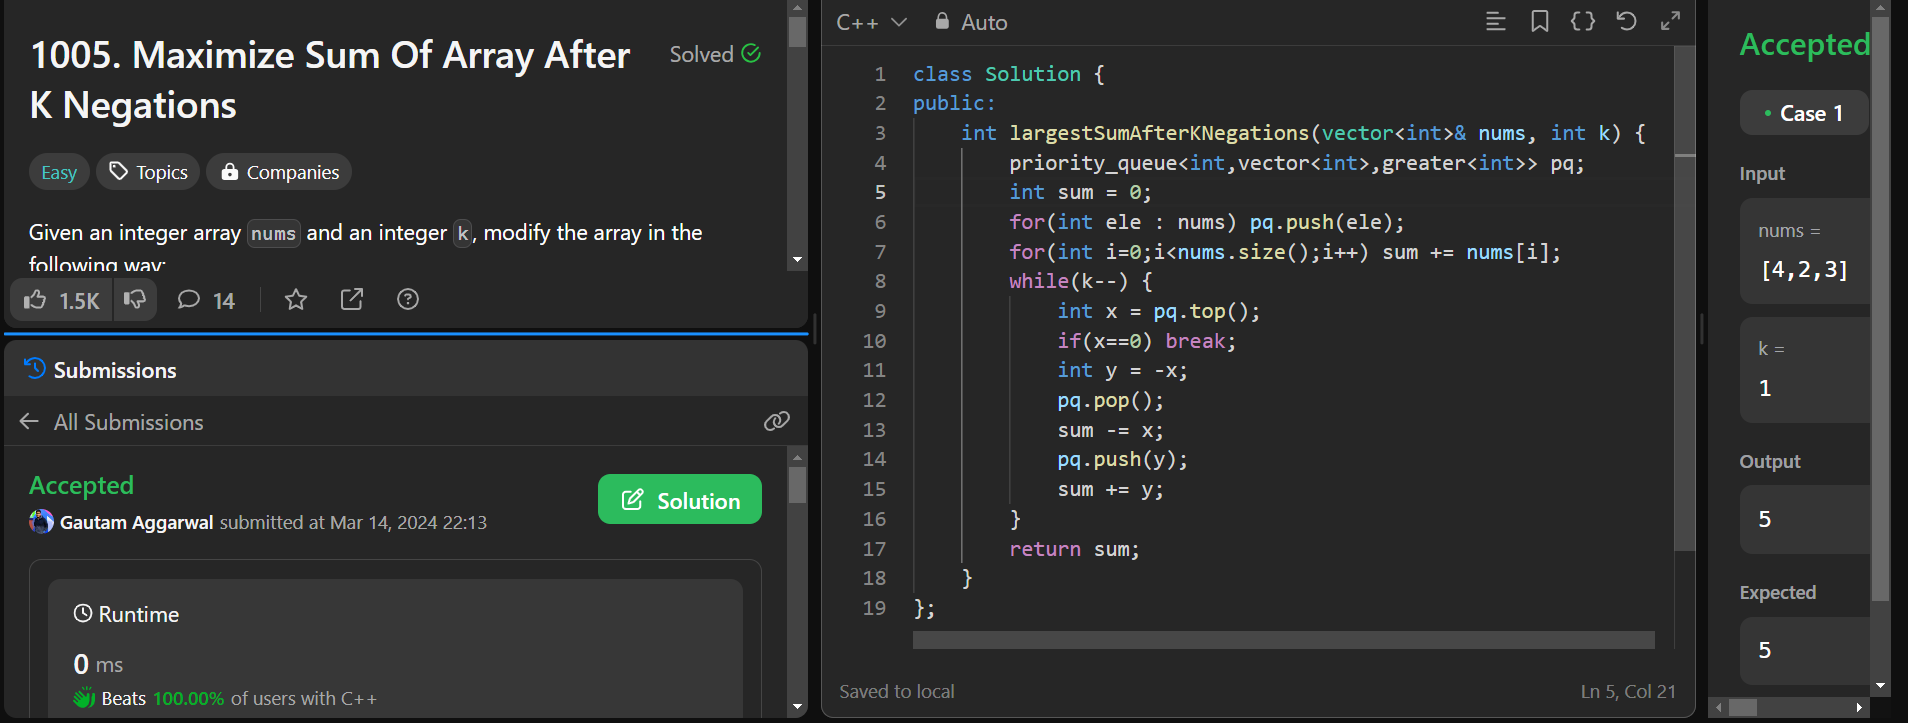 1005. Maximize Sum Of Array After
K Negations
Solved
Easy
Topics
Companies
Given an integer array nums and an integer k, modify the array in the
following way:
1.5K
14
Submissions
All Submissions
Accepted
Gautam Aggarwal submitted at Mar 14, 2024 22:13
Solution
Runtime
0 ms
Beats 100.00% of users with C++
C++
Auto
1 class Solution {
2 public:
3     int largestSumAfterKNegations(vector<int>& nums, int k) {
4         priority_queue<int,vector<int>,greater<int>> pq;
5         int sum = 0;
6         for(int ele : nums) pq.push(ele);
7         for(int i=0;i<nums.size();i++) sum += nums[i];
8         while(k--) {
9             int x = pq.top();
10             if(x==0) break;
11             int y = -x;
12             pq.pop();
13             sum -= x;
14             pq.push(y);
15             sum += y;
16         }
17         return sum;
18     }
19 };
Saved to local
Ln 5, Col 21
Accepted
• Case 1
Input
nums =
[4,2,3]
k =
1
Output
5
Expected
5